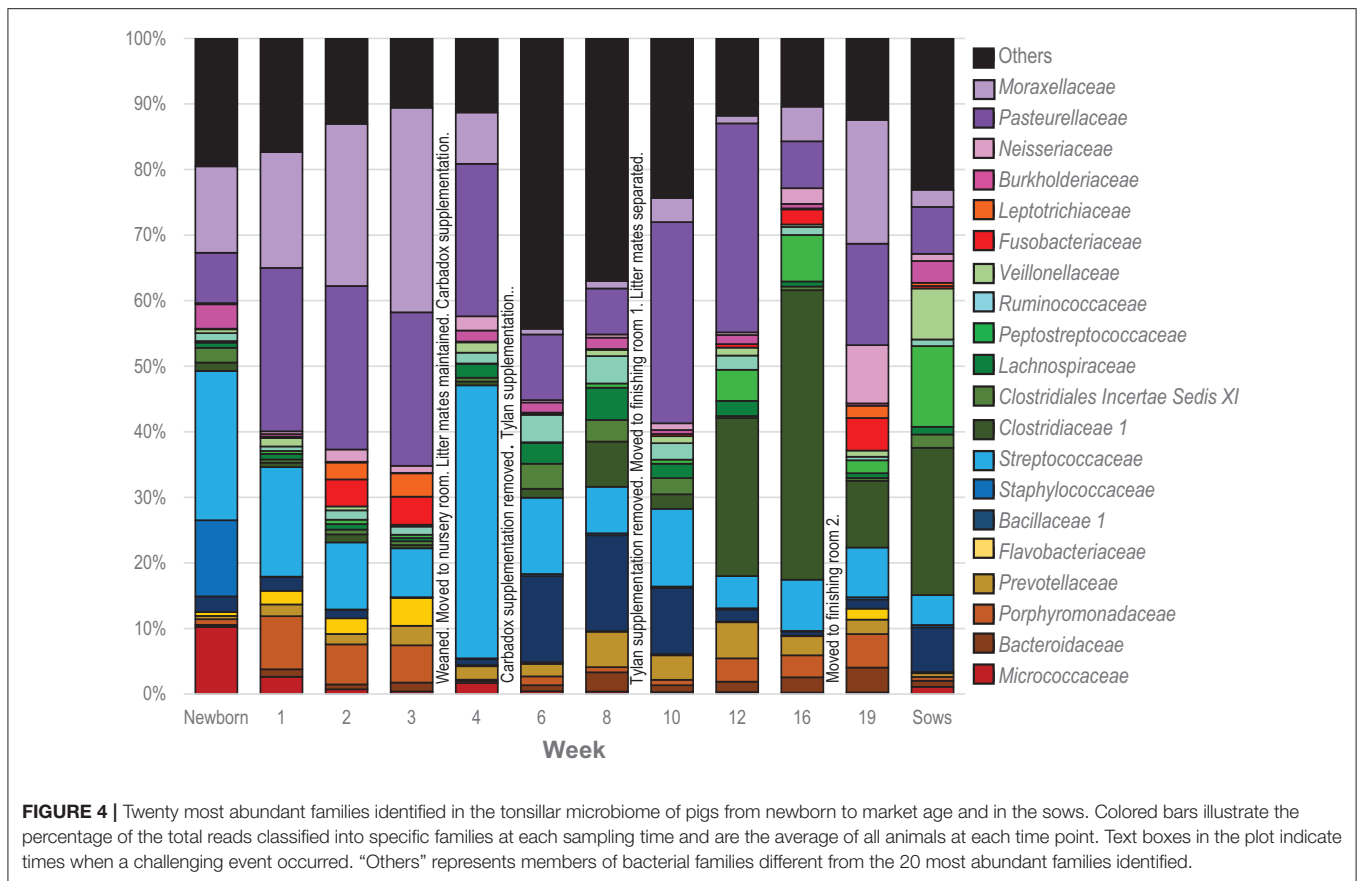 100%
90%
80%
70%
60%
50%
40%
30%
20%
10%
0%
Weaned. Moved to nursery room. Litter mates maintained. Carbadox supplementation.
Carbadox supplementation removed. Tylan supplementation..
Tylan supplementation removed. Moved to finishing room 1. Litter mates separated.
Moved to finishing room 2.
Newborn 1 2 3 4 6 8 10 12 16 19 Sows
Week
Others
Moraxellaceae
Pasteurellaceae
Neisseriaceae
Burkholderiaceae
Leptotrichiaceae
Fusobacteriaceae
Veillonellaceae
Ruminococcaceae
Peptostreptococcaceae
Lachnospiraceae
Clostridiales Incertae Sedis XI
Clostridiaceae 1
Streptococcaceae
Staphylococcaceae
Bacillaceae 1
Flavobacteriaceae
Prevotellaceae
Porphyromonadaceae
Bacteroidaceae
Micrococcaceae
FIGURE 4 | Twenty most abundant families identified in the tonsillar microbiome of pigs from newborn to market age and in the sows. Colored bars illustrate the
percentage of the total reads classified into specific families at each sampling time and are the average of all animals at each time point. Text boxes in the plot indicate
times when a challenging event occurred. “Others” represents members of bacterial families different from the 20 most abundant families identified.